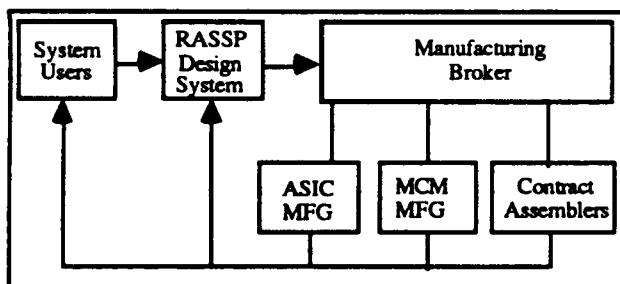 System
Users
RASSP
Design
System
Manufacturing
Broker
ASIC
MFG
MCM
MFG
Contract
Assemblers